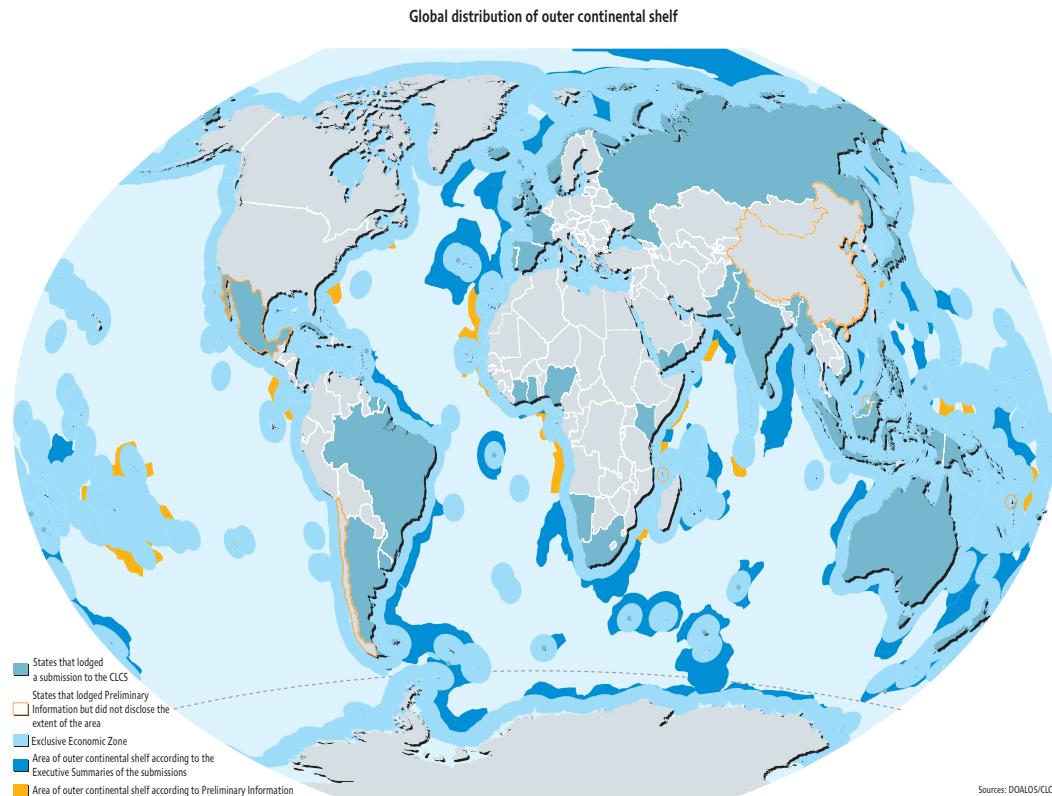 Global distribution of outer continental shelf
States that lodged
a submission to the CLCS
States that lodged Preliminary
Information but did not disclose the
extent of the area
Exclusive Economic Zone
Area of outer continental shelf according to the
Executive Summaries of the submissions
Area of outer continental shelf according to Preliminary Information
Sources: DOALOS/CLC